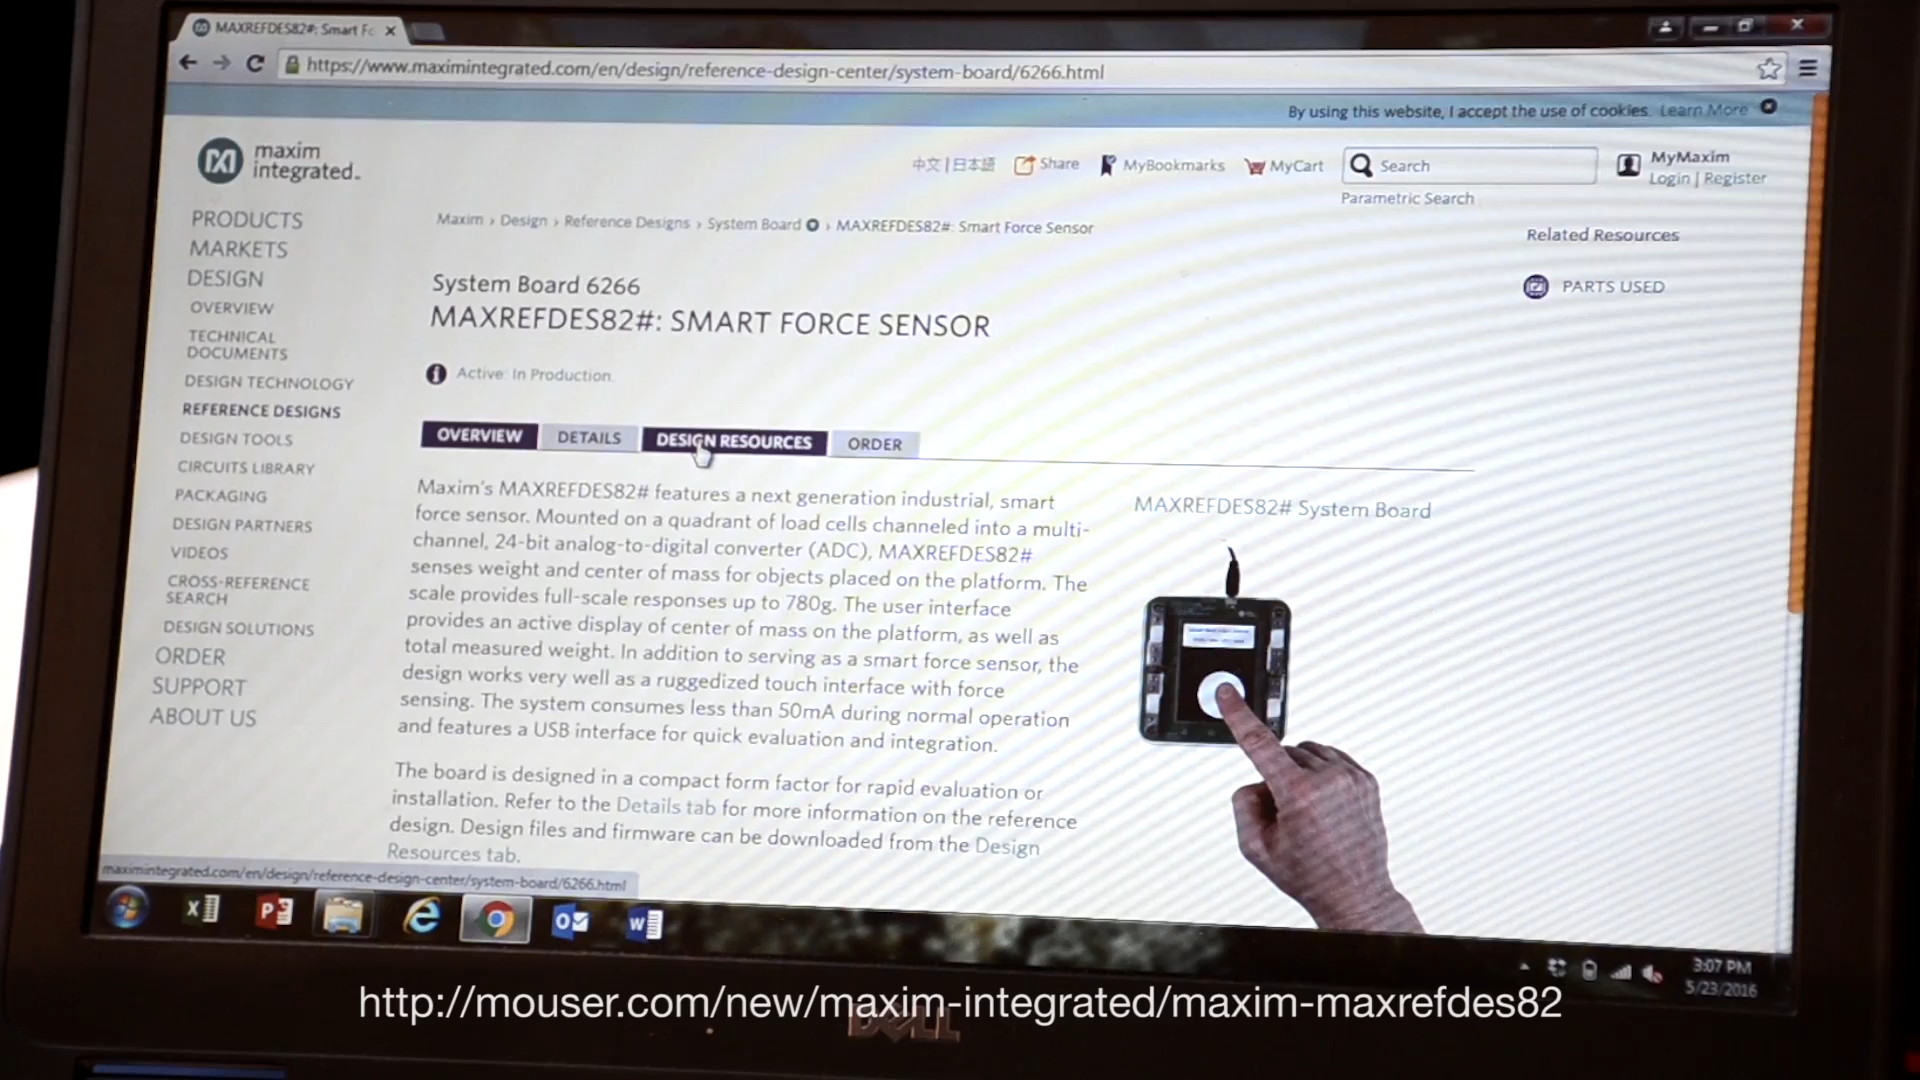 MAXREFDES82#: Smart Fo
https://www.maximintegrated.com/en/design/reference-design-center/system-board/6266.html
By using this website, I accept the use of cookies. Learn More
maxim
integrated.
中文 | 日本語 Share MyBookmarks MyCart Search
MyMaxim
Login | Register
Parametric Search
PRODUCTS
MARKETS
DESIGN
OVERVIEW
TECHNICAL
DOCUMENTS
DESIGN TECHNOLOGY
REFERENCE DESIGNS
DESIGN TOOLS
CIRCUITS LIBRARY
PACKAGING
DESIGN PARTNERS
VIDEOS
CROSS-REFERENCE
SEARCH
DESIGN SOLUTIONS
ORDER
SUPPORT
ABOUT US
Maxim › Design › Reference Designs › System Board › MAXREFDES82#: Smart Force Sensor
Related Resources
PARTS USED
System Board 6266
MAXREFDES82#: SMART FORCE SENSOR
Active: In Production.
OVERVIEW DETAILS DESIGN RESOURCES ORDER
Maxim's MAXREFDES82# features a next generation industrial, smart
force sensor. Mounted on a quadrant of load cells channeled into a multi-
channel, 24-bit analog-to-digital converter (ADC), MAXREFDES82#
senses weight and center of mass for objects placed on the platform. The
scale provides full-scale responses up to 780g. The user interface
provides an active display of center of mass on the platform, as well as
total measured weight. In addition to serving as a smart force sensor, the
design works very well as a ruggedized touch interface with force
sensing. The system consumes less than 50mA during normal operation
and features a USB interface for quick evaluation and integration.
The board is designed in a compact form factor for rapid evaluation or
installation. Refer to the Details tab for more information on the reference
design. Design files and firmware can be downloaded from the Design
Resources tab.
MAXREFDES82# System Board
maximintegrated.com/en/design/reference-design-center/system-board/6266.html
3:07 PM
5/23/2016
http://mouser.com/new/maxim-integrated/maxim-maxrefdes82
DELL